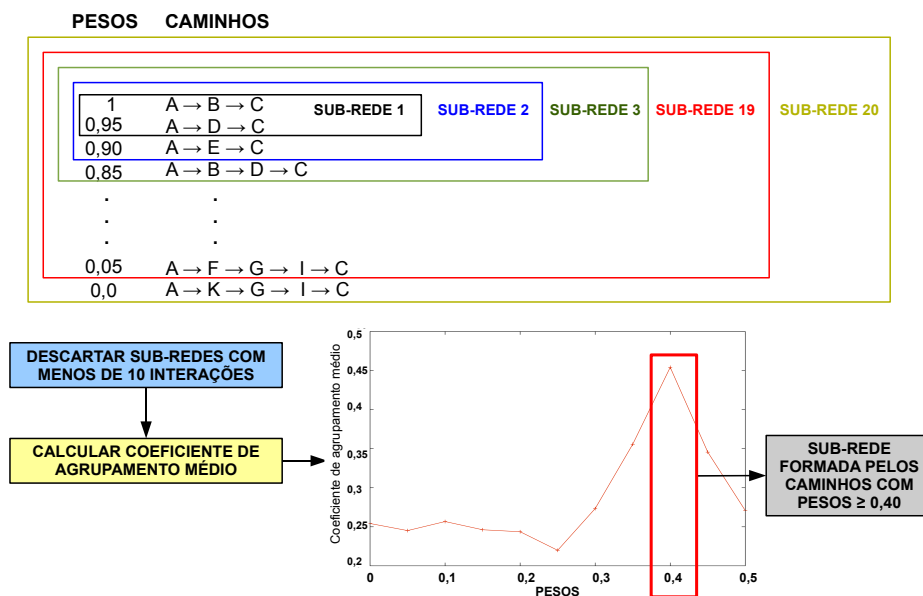 PESOS CAMINHOS
1 A → B → C SUB-REDE 1 SUB-REDE 2 SUB-REDE 3 SUB-REDE 19 SUB-REDE 20
0,95 A → D → C
0,90 A → E → C
0,85 A → B → D → C
. .
. .
. .
0,05 A → F → G → I → C
0,0 A → K → G → I → C
DESCARTAR SUB-REDES COM
MENOS DE 10 INTERAÇÕES
CALCULAR COEFICIENTE DE
AGRUPAMENTO MÉDIO
Coeficiente de agrupamento médio
0,5
0,45
0,4
0,35
0,3
0,25
0,2
0 0,1 0,2 0,3 0,4 0,5
PESOS
SUB-REDE
FORMADA PELOS
CAMINHOS COM
PESOS ≥ 0,40